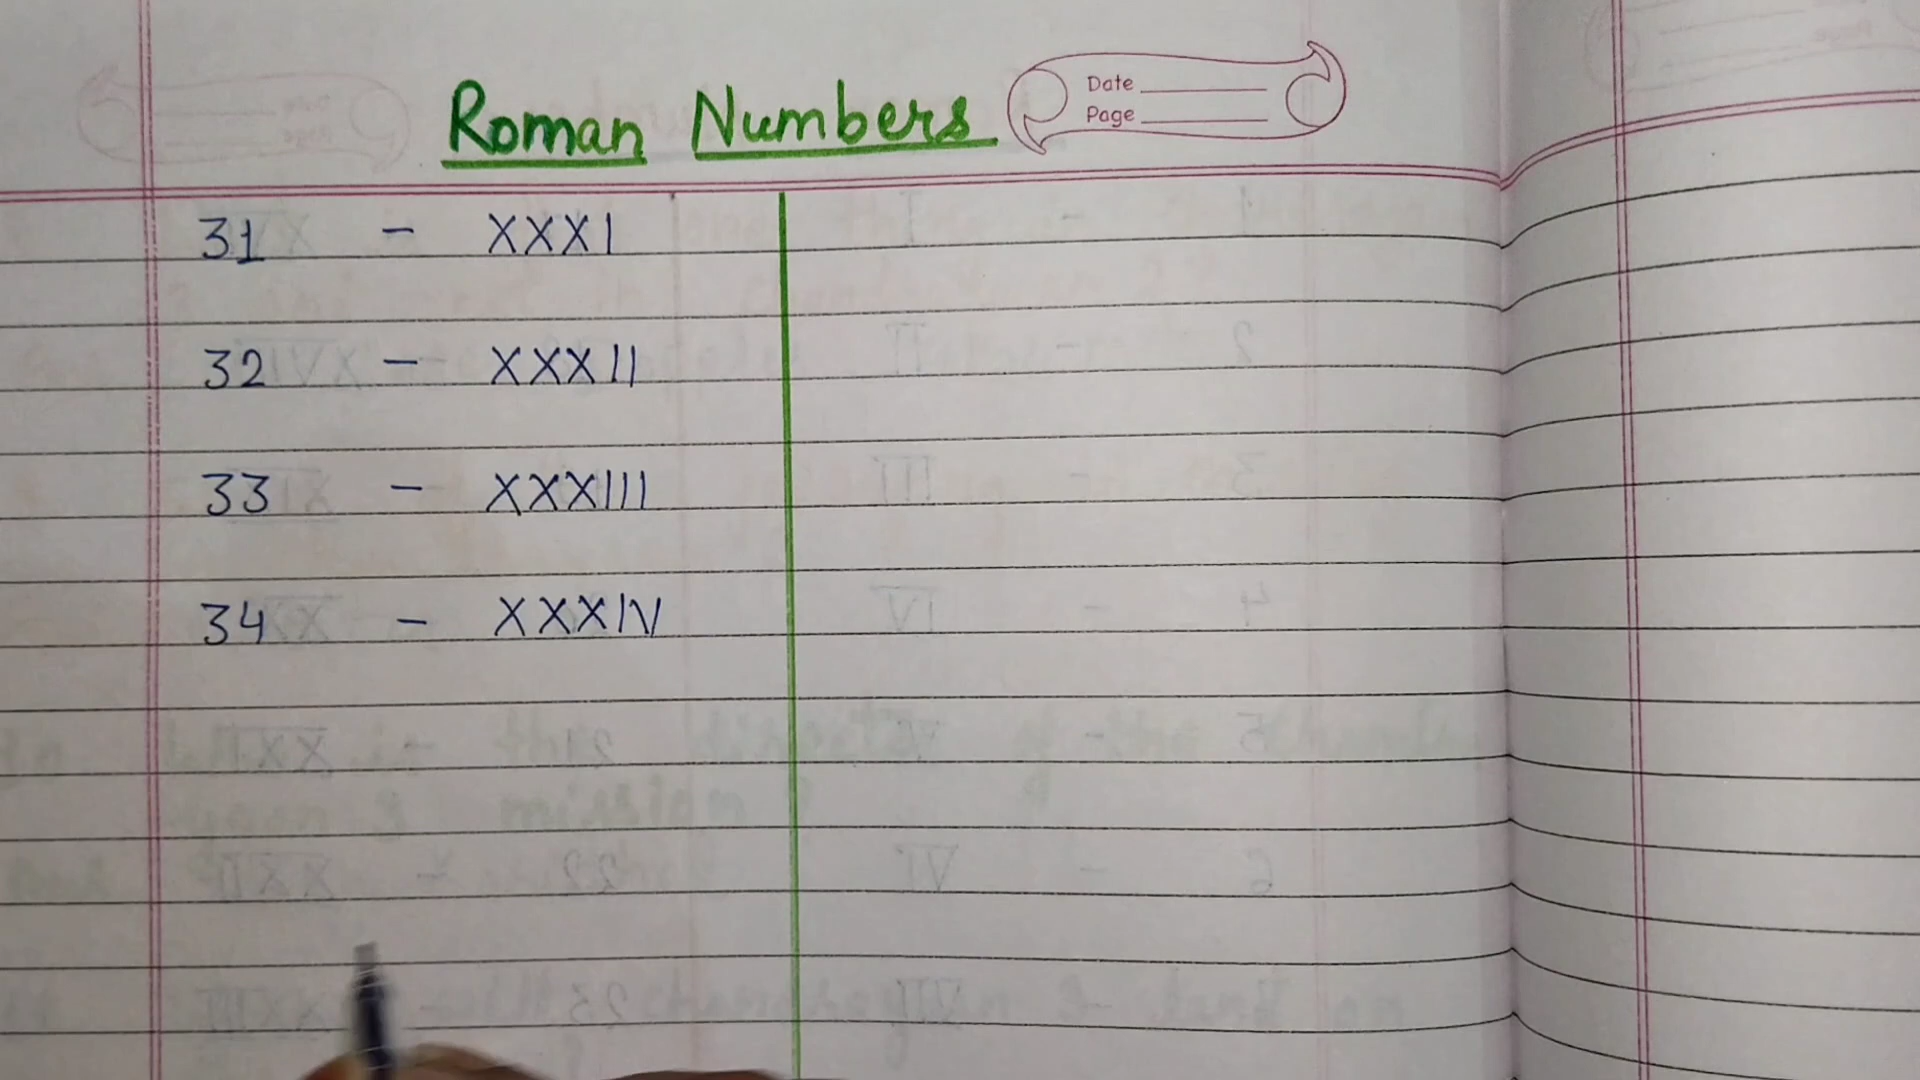 Roman Numbers
Date
Page
31 - XXXI
32 - XXXII
33 - XXXIII
34 - XXXIV